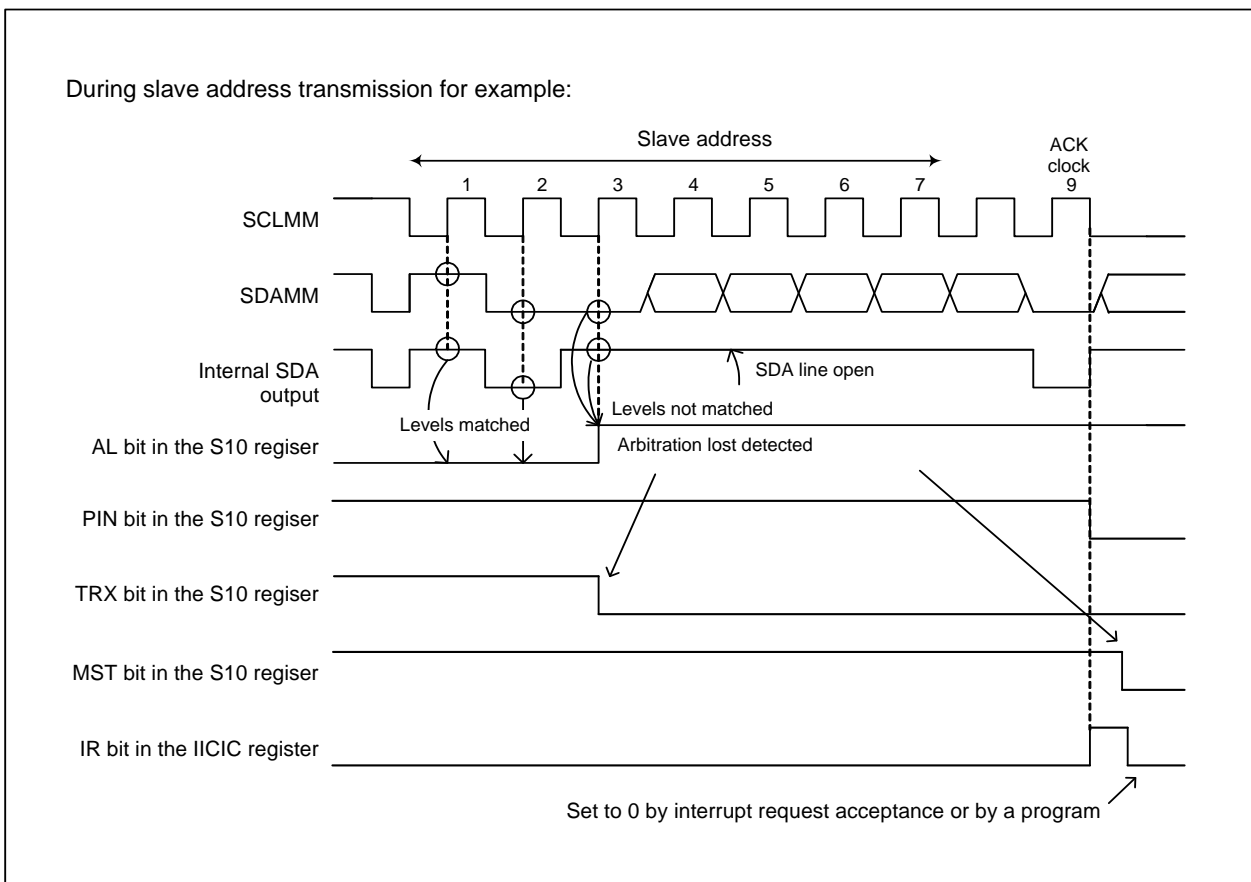 During slave address transmission for example:
Slave address
ACK
clock
1 2 3 4 5 6 7 9
SCLMM
SDAMM
Internal SDA
output
SDA line open
Levels matched
Levels not matched
AL bit in the S10 regiser
Arbitration lost detected
PIN bit in the S10 regiser
TRX bit in the S10 regiser
MST bit in the S10 regiser
IR bit in the IICIC register
Set to 0 by interrupt request acceptance or by a program